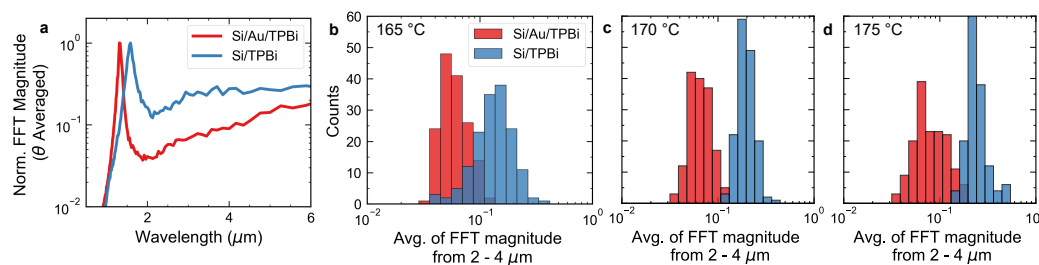 a
Si/Au/TPBi
Si/TPBi
10⁰
10⁻¹
10⁻²
Norm. FFT Magnitude
(θ Averaged)
2
4
6
Wavelength (μm)
b
165 °C
Si/Au/TPBi
Si/TPBi
60
50
40
30
20
10
0
Counts
10⁻²
10⁻¹
10⁰
Avg. of FFT magnitude
from 2 - 4 μm
c
170 °C
10⁻²
10⁻¹
10⁰
Avg. of FFT magnitude
from 2 - 4 μm
d
175 °C
10⁻²
10⁻¹
10
Avg. of FFT magnitude
from 2 - 4 μm